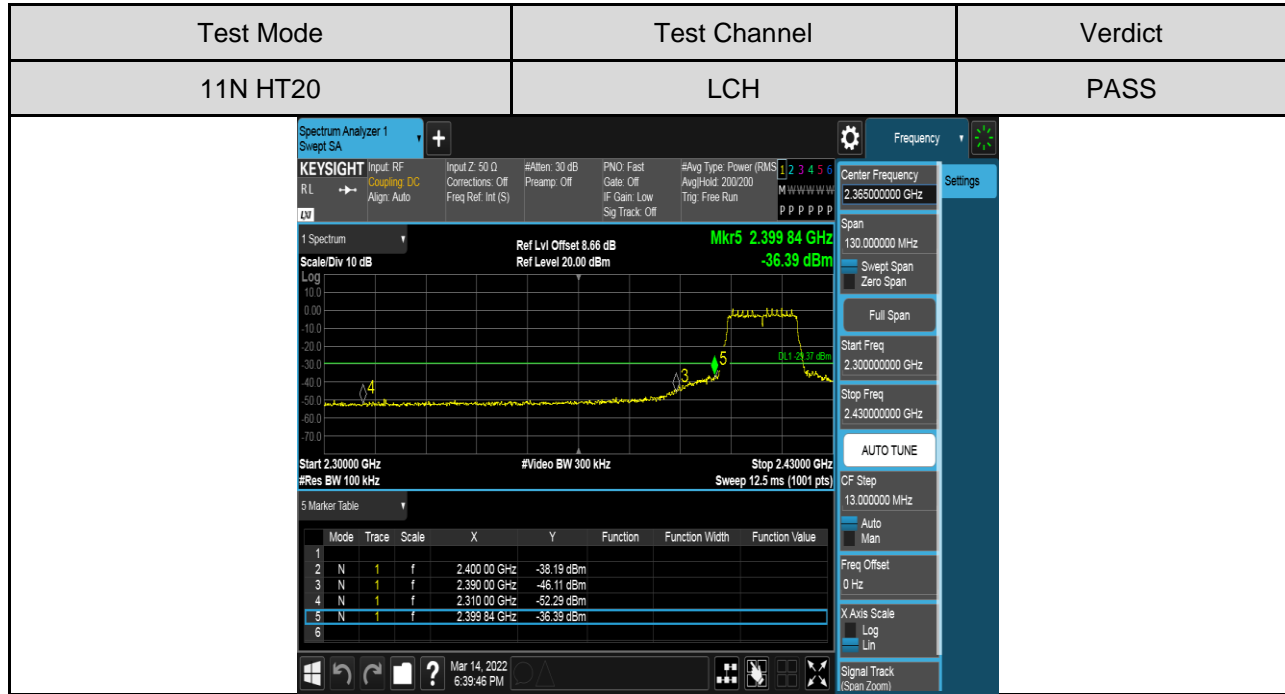 Test Mode Test Channel Verdict
11N HT20 LCH PASS
Spectrum Analyzer 1
Swept SA
+
Frequency
KEYSIGHT
RL
LXI
Input: RF
Coupling: DC
Align: Auto
Input Z: 50 Ω
Corrections: Off
Freq Ref: Int (S)
#Atten: 30 dB
Preamp: Off
PNO: Fast
Gate: Off
IF Gain: Low
Sig Track: Off
#Avg Type: Power (RMS
Avg|Hold: 200/200
Trig: Free Run
1 2 3 4 5 6
M W W W W W
P P P P P P
Center Frequency
2.365000000 GHz
Settings
1 Spectrum
Scale/Div 10 dB
Ref Lvl Offset 8.66 dB
Ref Level 20.00 dBm
Mkr5 2.399 84 GHz
-36.39 dBm
Log
10.0
0.00
-10.0
-20.0
-30.0
-40.0
-50.0
-60.0
-70.0
DL1 -29.37 dBm
4
3
5
Start 2.30000 GHz
#Res BW 100 kHz
#Video BW 300 kHz
Stop 2.43000 GHz
Sweep 12.5 ms (1001 pts)
Span
130.000000 MHz
Swept Span
Zero Span
Full Span
Start Freq
2.300000000 GHz
Stop Freq
2.430000000 GHz
AUTO TUNE
CF Step
13.000000 MHz
Auto
Man
Freq Offset
0 Hz
X Axis Scale
Log
Lin
Signal Track
(Span Zoom)
5 Marker Table
Mode Trace Scale X Y Function Function Width Function Value
1
2 N 1 f 2.400 00 GHz -38.19 dBm
3 N 1 f 2.390 00 GHz -46.11 dBm
4 N 1 f 2.310 00 GHz -52.29 dBm
5 N 1 f 2.399 84 GHz -36.39 dBm
6
?
Mar 14, 2022
6:39:46 PM